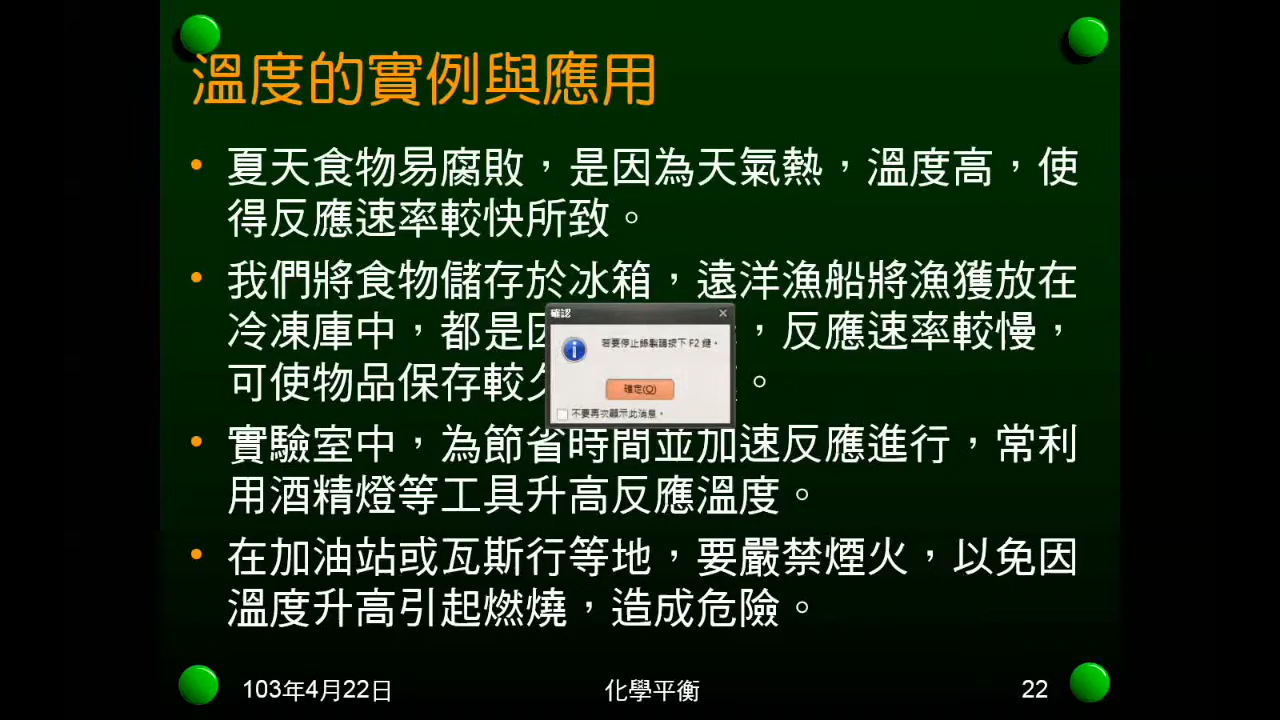 溫度的實例與應用
• 夏天食物易腐敗，是因為天氣熱，溫度高，使
得反應速率較快所致。
• 我們將食物儲存於冰箱，遠洋漁船將漁獲放在
冷凍庫中，都是因，反應速率較慢，
可使物品保存較久。
確認
若要停止錄製請按下 F2 鍵。
確定(O)
不要再次顯示此消息。
• 實驗室中，為節省時間並加速反應進行，常利
用酒精燈等工具升高反應溫度。
• 在加油站或瓦斯行等地，要嚴禁煙火，以免因
溫度升高引起燃燒，造成危險。
103年4月22日
化學平衡
22